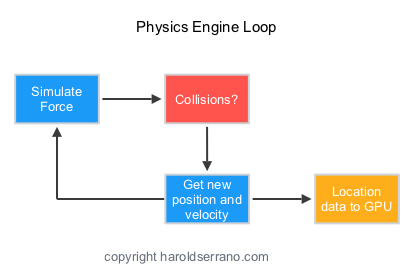 Physics Engine Loop
Simulate
Force
Collisions?
Get new
position and
velocity
Location
data to GPU
copyright haroldserrano.com